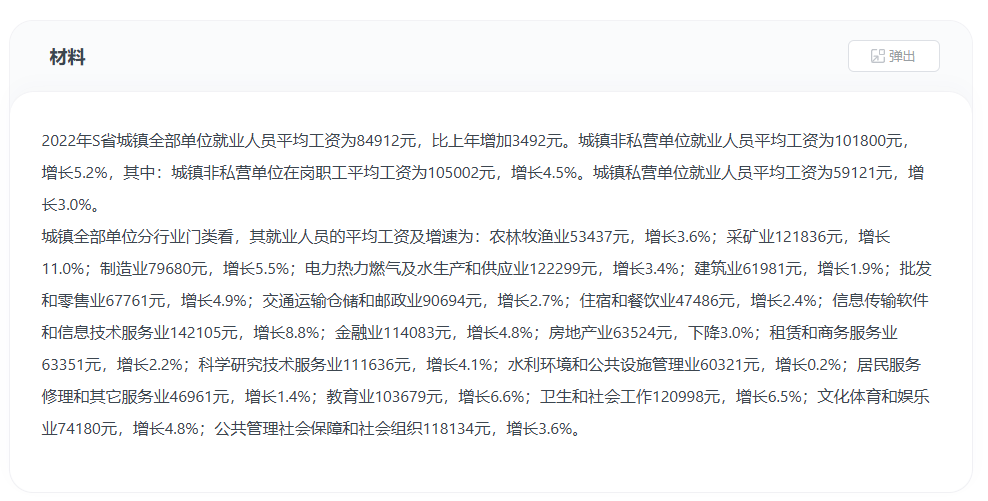 材料
弹出
2022年S省城镇全部单位就业人员平均工资为84912元，比上年增加3492元。城镇非私营单位就业人员平均工资为101800元，
增长5.2%，其中：城镇非私营单位在岗职工平均工资为105002元，增长4.5%。城镇私营单位就业人员平均工资为59121元，增
长3.0%。
城镇全部单位分行业门类看，其就业人员的平均工资及增速为：农林牧渔业53437元，增长3.6%；采矿业121836元，增长
11.0%；制造业79680元，增长5.5%；电力热力燃气及水生产和供应业122299元，增长3.4%；建筑业61981元，增长1.9%；批发
和零售业67761元，增长4.9%；交通运输仓储和邮政业90694元，增长2.7%；住宿和餐饮业47486元，增长2.4%；信息传输软件
和信息技术服务业142105元，增长8.8%；金融业114083元，增长4.8%；房地产业63524元，下降3.0%；租赁和商务服务业
63351元，增长2.2%；科学研究技术服务业111636元，增长4.1%；水利环境和公共设施管理业60321元，增长0.2%；居民服务
修理和其它服务业46961元，增长1.4%；教育业103679元，增长6.6%；卫生和社会工作120998元，增长6.5%；文化体育和娱乐
业74180元，增长4.8%；公共管理社会保障和社会组织118134元，增长3.6%。